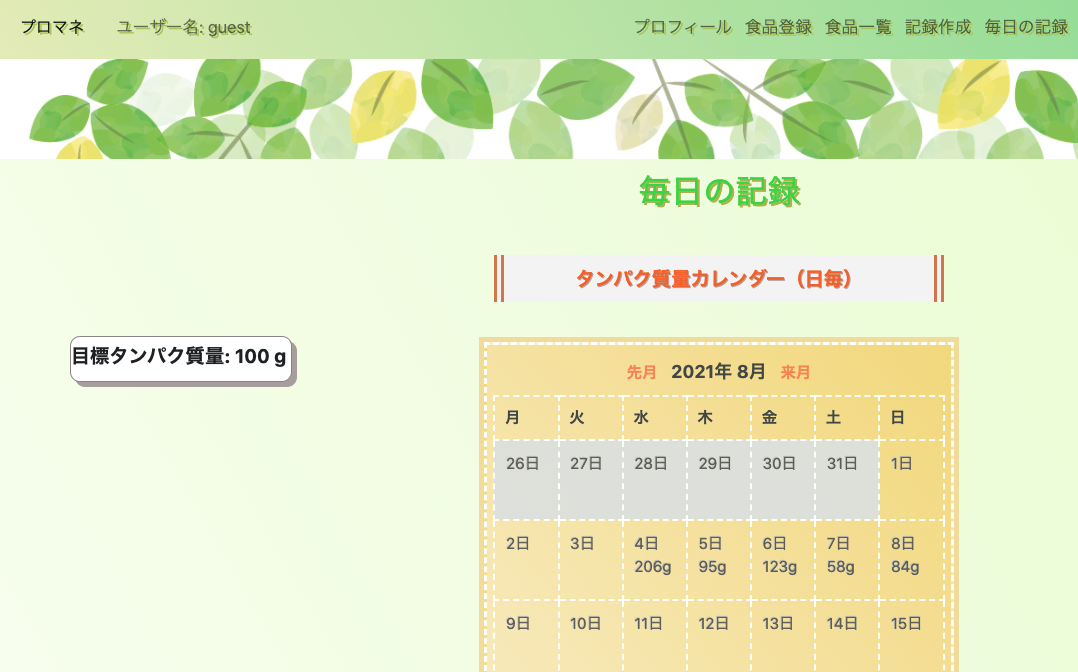 プロマネ ユーザー名: guest プロフィール 食品登録 食品一覧 記録作成 毎日の記録
毎日の記録
タンパク質量カレンダー（日毎）
目標タンパク質量: 100 g
先月 2021年 8月 来月
月 火 水 木 金 土 日
26日 27日 28日 29日 30日 31日 1日
2日 3日 4日 5日 6日 7日 8日
206g 95g 123g 58g 84g
9日 10日 11日 12日 13日 14日 15日